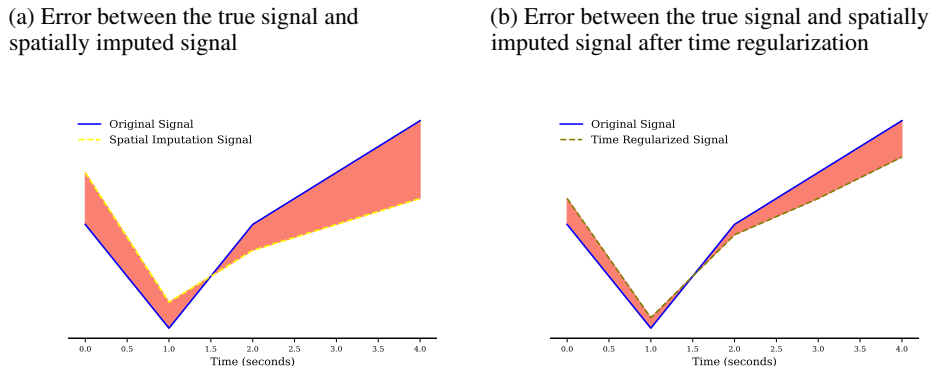 (a) Error between the true signal and
spatially imputed signal
Original Signal
Spatial Imputation Signal
0.0 0.5 1.0 1.5 2.0 2.5 3.0 3.5 4.0
Time (seconds)
(b) Error between the true signal and spatially
imputed signal after time regularization
Original Signal
Time Regularized Signal
0.0 0.5 1.0 1.5 2.0 2.5 3.0 3.5 4.0
Time (seconds)